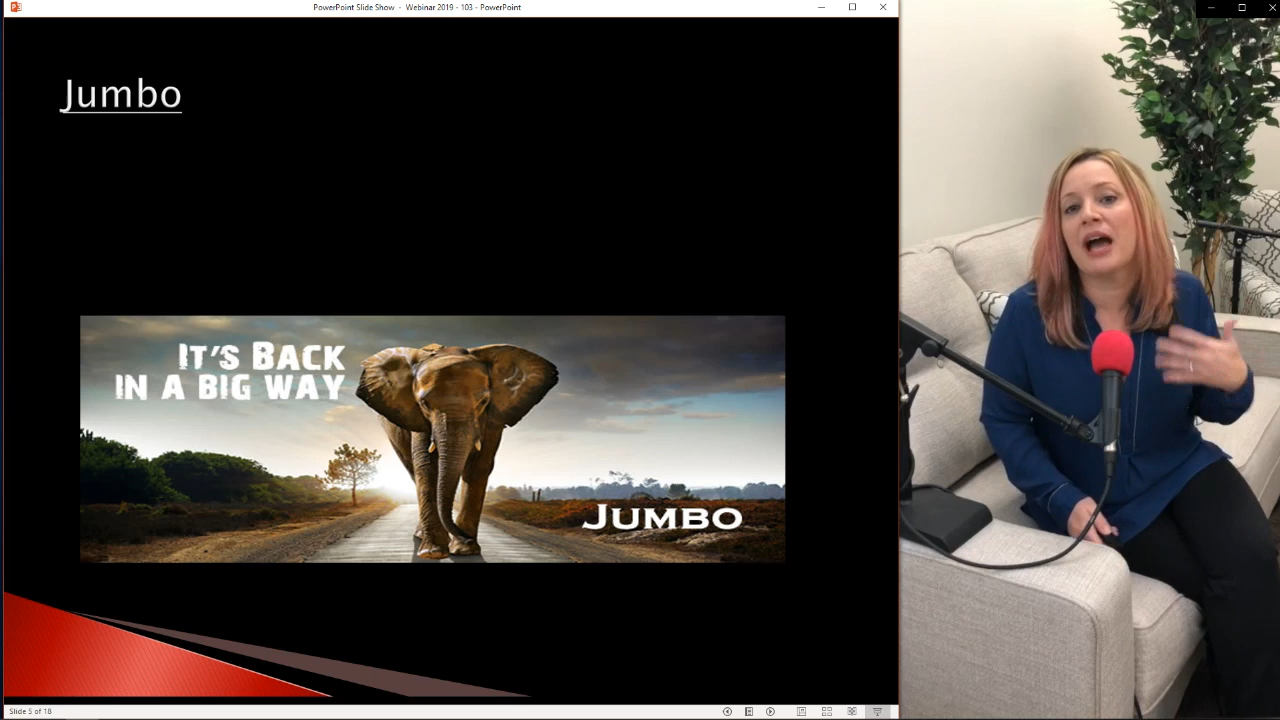 PowerPoint Slide Show - Webinar 2019 - 103 - PowerPoint
Jumbo
IT'S BACK
IN A BIG WAY
JUMBO
Slide 5 of 18